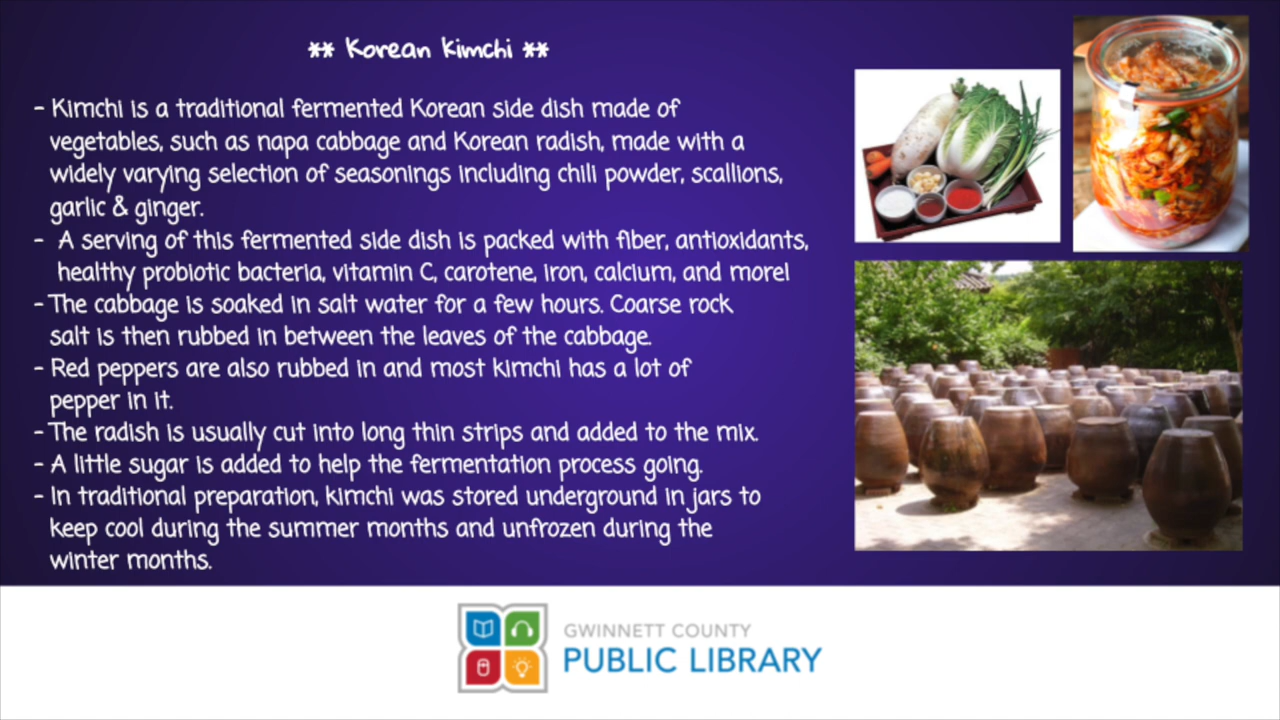 ** Korean Kimchi **
- Kimchi is a traditional fermented Korean side dish made of
vegetables, such as napa cabbage and Korean radish, made with a
widely varying selection of seasonings including chili powder, scallions,
garlic & ginger.
- A serving of this fermented side dish is packed with fiber, antioxidants,
healthy probiotic bacteria, vitamin C, carotene, iron, calcium, and more!
- The cabbage is soaked in salt water for a few hours. Coarse rock
salt is then rubbed in between the leaves of the cabbage.
- Red peppers are also rubbed in and most kimchi has a lot of
pepper in it.
- The radish is usually cut into long thin strips and added to the mix.
- A little sugar is added to help the fermentation process going.
- In traditional preparation, kimchi was stored underground in jars to
keep cool during the summer months and unfrozen during the
winter months.
GWINNETT COUNTY
PUBLIC LIBRARY